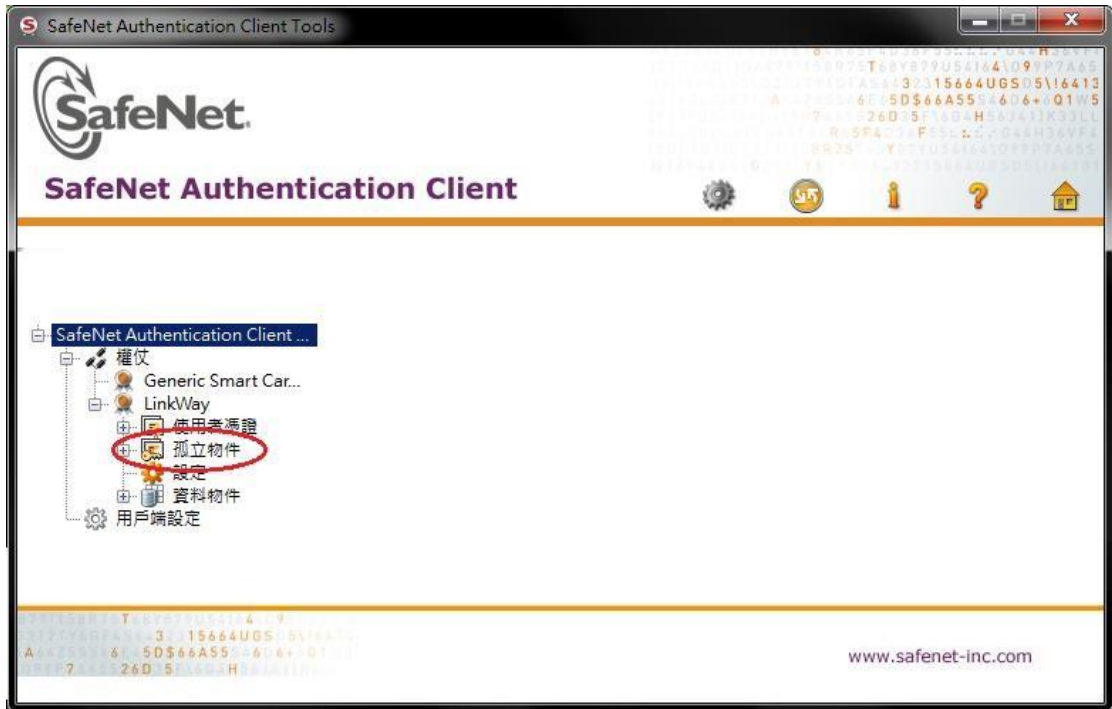 SafeNet Authentication Client Tools
SafeNet.
SafeNet Authentication Client
SafeNet Authentication Client ...
權仗
Generic Smart Car...
LinkWay
使用者憑證
孤立物件
設定
資料物件
用戶端設定
www.safenet-inc.com